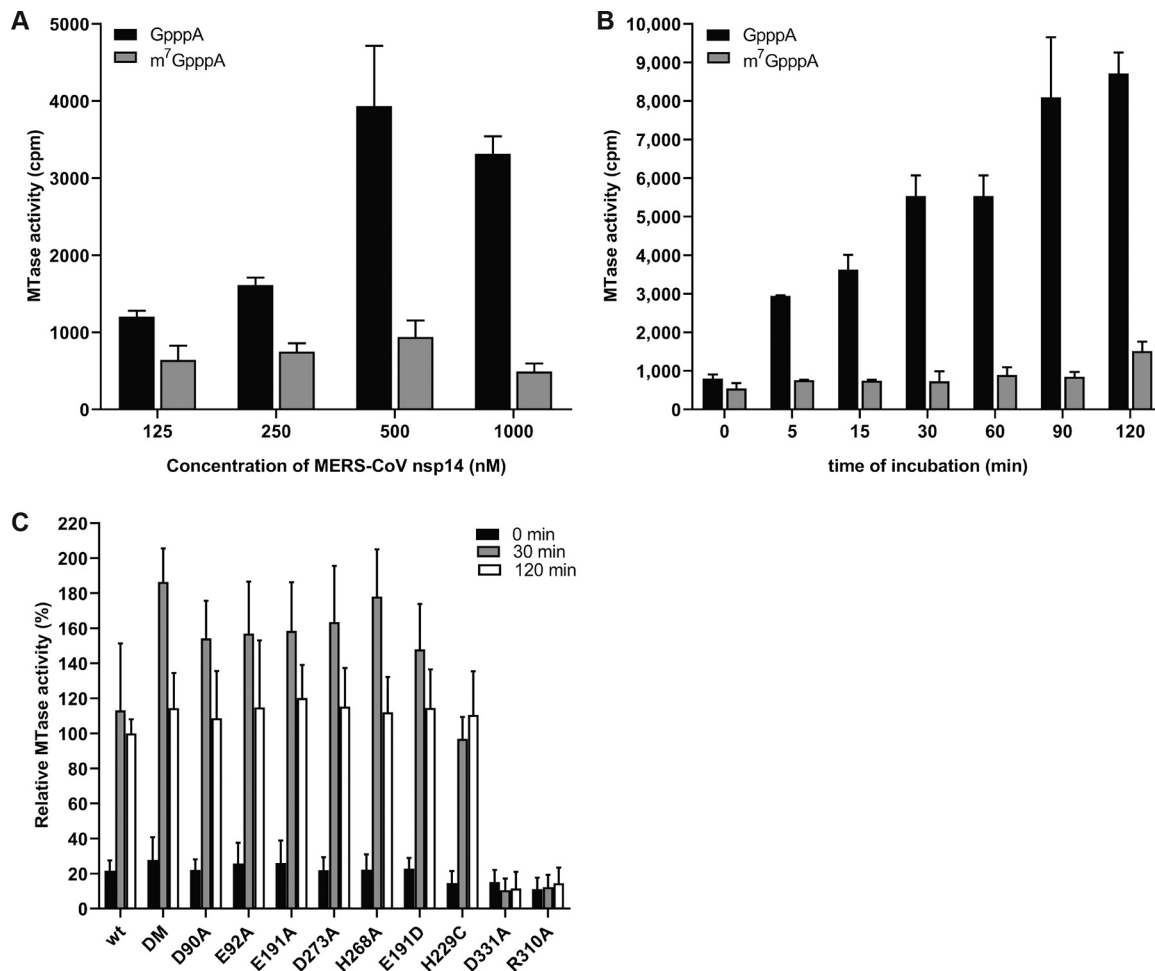 A
GpppA
m⁷GpppA
MTase activity (cpm)
5000
4000
3000
2000
1000
0
125 250 500 1000
Concentration of MERS-CoV nsp14 (nM)
B
GpppA
m⁷GpppA
MTase activity (cpm)
10,000
9,000
8,000
7,000
6,000
5,000
4,000
3,000
2,000
1,000
0
0 5 15 30 60 90 120
time of incubation (min)
C
0 min
30 min
120 min
Relative MTase activity (%)
220
200
180
160
140
120
100
80
60
40
20
0
wt DM D90A E92A E191A D273A H268A E191D H229C D331A R310A